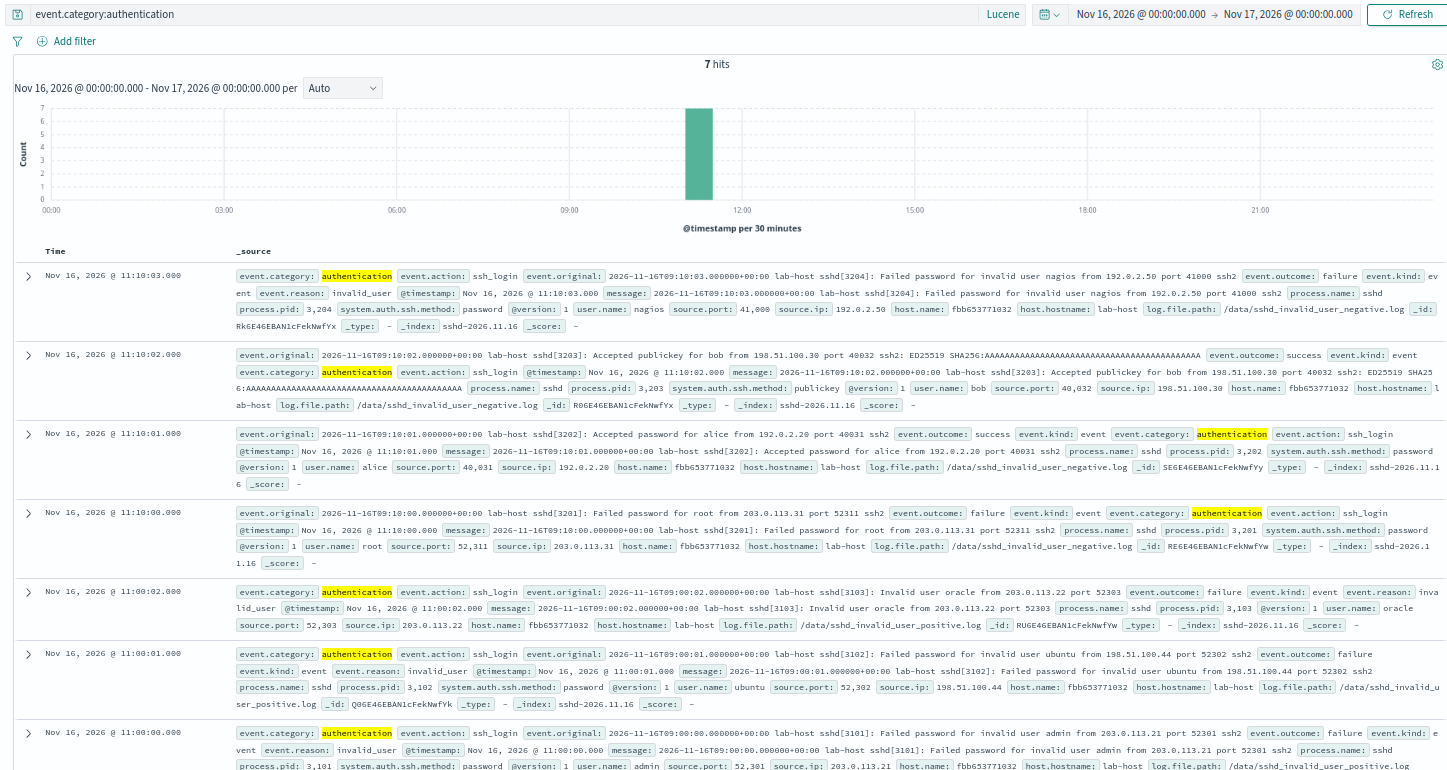 event.category:authentication Lucene Nov 16, 2026 @ 00:00:00.000 → Nov 17, 2026 @ 00:00:00.000 Refresh
Add filter
7 hits
Nov 16, 2026 @ 00:00:00.000 - Nov 17, 2026 @ 00:00:00.000 per Auto
7
6
5
4
3
2
1
0
Count
00:00 03:00 06:00 09:00 12:00 15:00 18:00 21:00
@timestamp per 30 minutes
Time _source
Nov 16, 2026 @ 11:10:03.000 event.category: authentication event.action: ssh_login event.original: 2026-11-16T09:10:03.000000+00:00 lab-host sshd[3204]: Failed password for invalid user nagios from 192.0.2.50 port 41000 ssh2 event.outcome: failure event.kind: ev
ent event.reason: invalid_user @timestamp: Nov 16, 2026 @ 11:10:03.000 message: 2026-11-16T09:10:03.000000+00:00 lab-host sshd[3204]: Failed password for invalid user nagios from 192.0.2.50 port 41000 ssh2 process.name: sshd
process.pid: 3,204 system.auth.ssh.method: password @version: 1 user.name: nagios source.port: 41,000 source.ip: 192.0.2.50 host.name: fbb653771032 host.hostname: lab-host log.file.path: /data/sshd_invalid_user_negative.log _id:
Rk6E46EBAN1cFekNwfYx _type: - _index: sshd-2026.11.16 _score: -
Nov 16, 2026 @ 11:10:02.000 event.original: 2026-11-16T09:10:02.000000+00:00 lab-host sshd[3203]: Accepted publickey for bob from 198.51.100.30 port 40032 ssh2: ED25519 SHA256:AAAAAAAAAAAAAAAAAAAAAAAAAAAAAAAAAAAAAAAAAAA event.outcome: success event.kind: event
event.category: authentication event.action: ssh_login @timestamp: Nov 16, 2026 @ 11:10:02.000 message: 2026-11-16T09:10:02.000000+00:00 lab-host sshd[3203]: Accepted publickey for bob from 198.51.100.30 port 40032 ssh2: ED25519 SHA25
6:AAAAAAAAAAAAAAAAAAAAAAAAAAAAAAAAAAAAAAAAAAA process.name: sshd process.pid: 3,203 system.auth.ssh.method: publickey @version: 1 user.name: bob source.port: 40,032 source.ip: 198.51.100.30 host.name: fbb653771032 host.hostname: l
ab-host log.file.path: /data/sshd_invalid_user_negative.log _id: R06E46EBAN1cFekNwfYx _type: - _index: sshd-2026.11.16 _score: -
Nov 16, 2026 @ 11:10:01.000 event.original: 2026-11-16T09:10:01.000000+00:00 lab-host sshd[3202]: Accepted password for alice from 192.0.2.20 port 40031 ssh2 event.outcome: success event.kind: event event.category: authentication event.action: ssh_login
@timestamp: Nov 16, 2026 @ 11:10:01.000 message: 2026-11-16T09:10:01.000000+00:00 lab-host sshd[3202]: Accepted password for alice from 192.0.2.20 port 40031 ssh2 process.name: sshd process.pid: 3,202 system.auth.ssh.method: password
@version: 1 user.name: alice source.port: 40,031 source.ip: 192.0.2.20 host.name: fbb653771032 host.hostname: lab-host log.file.path: /data/sshd_invalid_user_negative.log _id: SE6E46EBAN1cFekNwfYy _type: - _index: sshd-2026.11.1
6 _score: -
Nov 16, 2026 @ 11:10:00.000 event.original: 2026-11-16T09:10:00.000000+00:00 lab-host sshd[3201]: Failed password for root from 203.0.113.31 port 52311 ssh2 event.outcome: failure event.kind: event event.category: authentication event.action: ssh_login
@timestamp: Nov 16, 2026 @ 11:10:00.000 message: 2026-11-16T09:10:00.000000+00:00 lab-host sshd[3201]: Failed password for root from 203.0.113.31 port 52311 ssh2 process.name: sshd process.pid: 3,201 system.auth.ssh.method: password
@version: 1 user.name: root source.port: 52,311 source.ip: 203.0.113.31 host.name: fbb653771032 host.hostname: lab-host log.file.path: /data/sshd_invalid_user_negative.log _id: RE6E46EBAN1cFekNwfYw _type: - _index: sshd-2026.1
1.16 _score: -
Nov 16, 2026 @ 11:00:02.000 event.category: authentication event.action: ssh_login event.original: 2026-11-16T09:00:02.000000+00:00 lab-host sshd[3103]: Invalid user oracle from 203.0.113.22 port 52303 event.outcome: failure event.kind: event event.reason: inva
lid_user @timestamp: Nov 16, 2026 @ 11:00:02.000 message: 2026-11-16T09:00:02.000000+00:00 lab-host sshd[3103]: Invalid user oracle from 203.0.113.22 port 52303 process.name: sshd process.pid: 3,103 @version: 1 user.name: oracle
source.port: 52,303 source.ip: 203.0.113.22 host.name: fbb653771032 host.hostname: lab-host log.file.path: /data/sshd_invalid_user_positive.log _id: RU6E46EBAN1cFekNwfYw _type: - _index: sshd-2026.11.16 _score: -
Nov 16, 2026 @ 11:00:01.000 event.category: authentication event.action: ssh_login event.original: 2026-11-16T09:00:01.000000+00:00 lab-host sshd[3102]: Failed password for invalid user ubuntu from 198.51.100.44 port 52302 ssh2 event.outcome: failure
event.kind: event event.reason: invalid_user @timestamp: Nov 16, 2026 @ 11:00:01.000 message: 2026-11-16T09:00:01.000000+00:00 lab-host sshd[3102]: Failed password for invalid user ubuntu from 198.51.100.44 port 52302 ssh2
process.name: sshd process.pid: 3,102 system.auth.ssh.method: password @version: 1 user.name: ubuntu source.port: 52,302 source.ip: 198.51.100.44 host.name: fbb653771032 host.hostname: lab-host log.file.path: /data/sshd_invalid_u
ser_positive.log _id: Q06E46EBAN1cFekNwfYk _type: - _index: sshd-2026.11.16 _score: -
Nov 16, 2026 @ 11:00:00.000 event.category: authentication event.action: ssh_login event.original: 2026-11-16T09:00:00.000000+00:00 lab-host sshd[3101]: Failed password for invalid user admin from 203.0.113.21 port 52301 ssh2 event.outcome: failure event.kind: e
vent event.reason: invalid_user @timestamp: Nov 16, 2026 @ 11:00:00.000 message: 2026-11-16T09:00:00.000000+00:00 lab-host sshd[3101]: Failed password for invalid user admin from 203.0.113.21 port 52301 ssh2 process.name: sshd
process.pid: 3,101 system.auth.ssh.method: password @version: 1 user.name: admin source.port: 52,301 source.ip: 203.0.113.21 host.name: fbb653771032 host.hostname: lab-host log.file.path: /data/sshd_invalid_user_positive.log